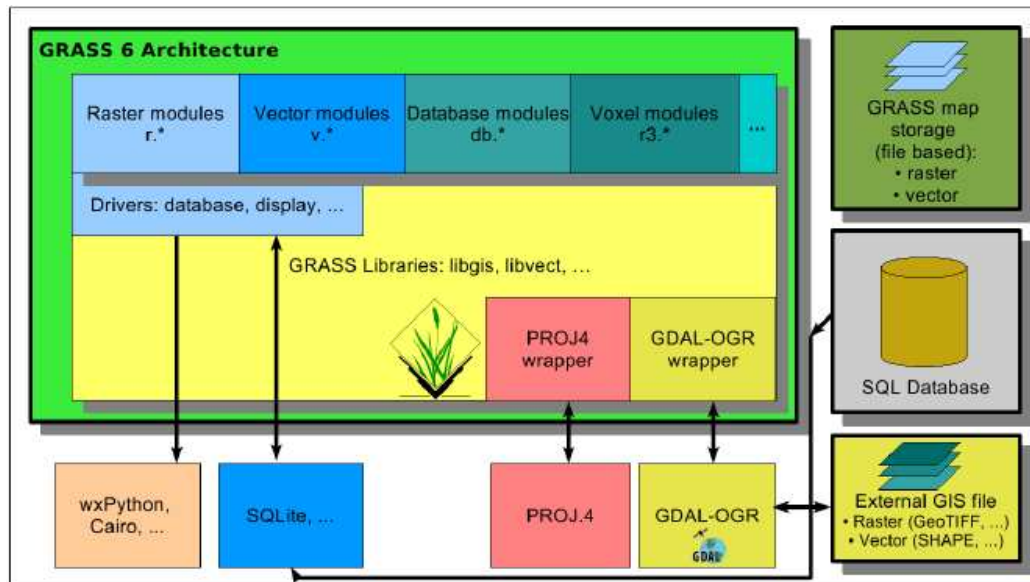 GRASS 6 Architecture
Raster modules
r.*
Vector modules
v.*
Database modules
db.*
Voxel modules
r3.*
...
Drivers: database, display, ...
GRASS Libraries: libgis, libvect, ...
PROJ4
wrapper
GDAL-OGR
wrapper
wxPython,
Cairo, ...
SQLite, ...
PROJ.4
GDAL-OGR
GDAL
GRASS map
storage
(file based):
• raster
• vector
SQL Database
External GIS file
• Raster (GeoTIFF, ...)
• Vector (SHAPE, ...)